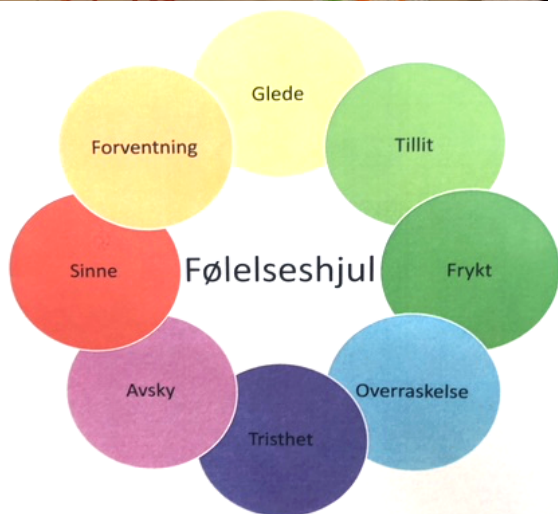 Glede
Tillit
Forventning
Følelseshjul
Sinne
Frykt
Avsky
Overraskelse
Tristhet